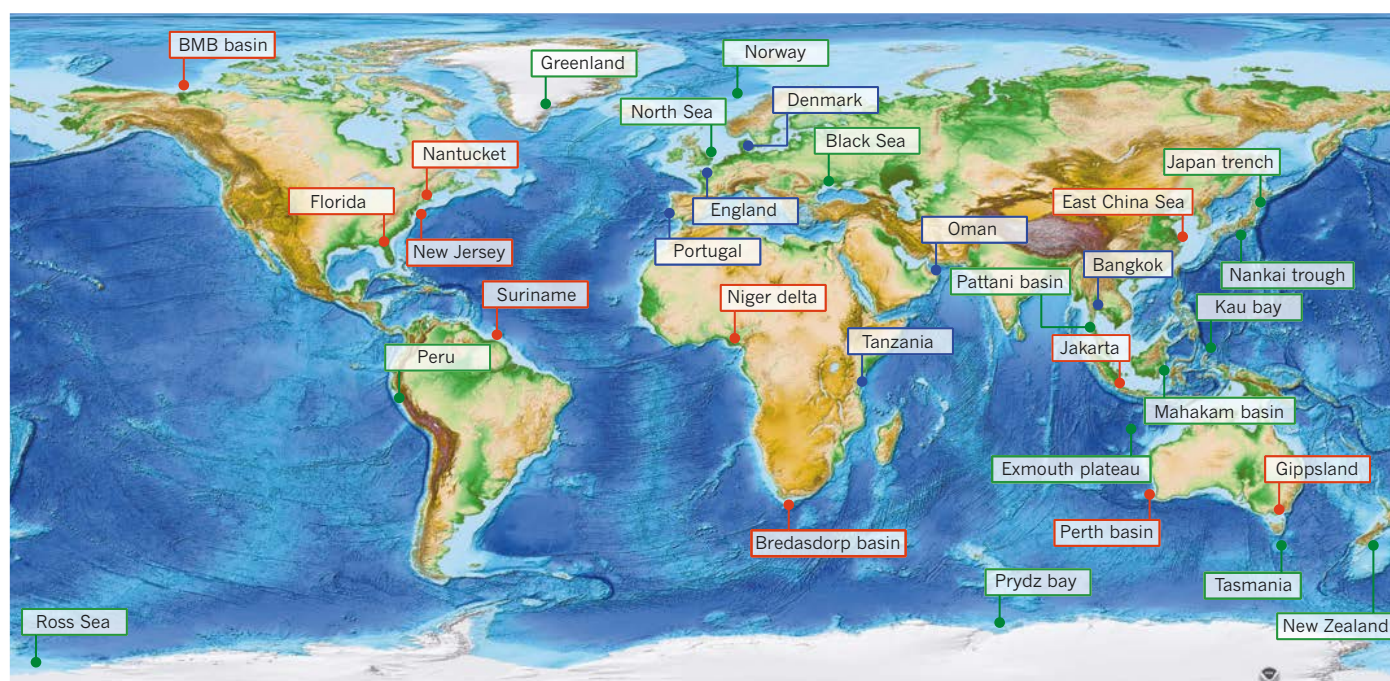 BMB basin
Norway
Greenland
Denmark
North Sea
Black Sea
Nantucket
Japan trench
Florida
East China Sea
England
Oman
New Jersey
Portugal
Bangkok
Nankai trough
Pattani basin
Suriname
Niger delta
Kau bay
Tanzania
Jakarta
Peru
Mahakam basin
Exmouth plateau
Gippsland
Perth basin
Bredasdorp basin
Prydz bay
Tasmania
Ross Sea
New Zealand